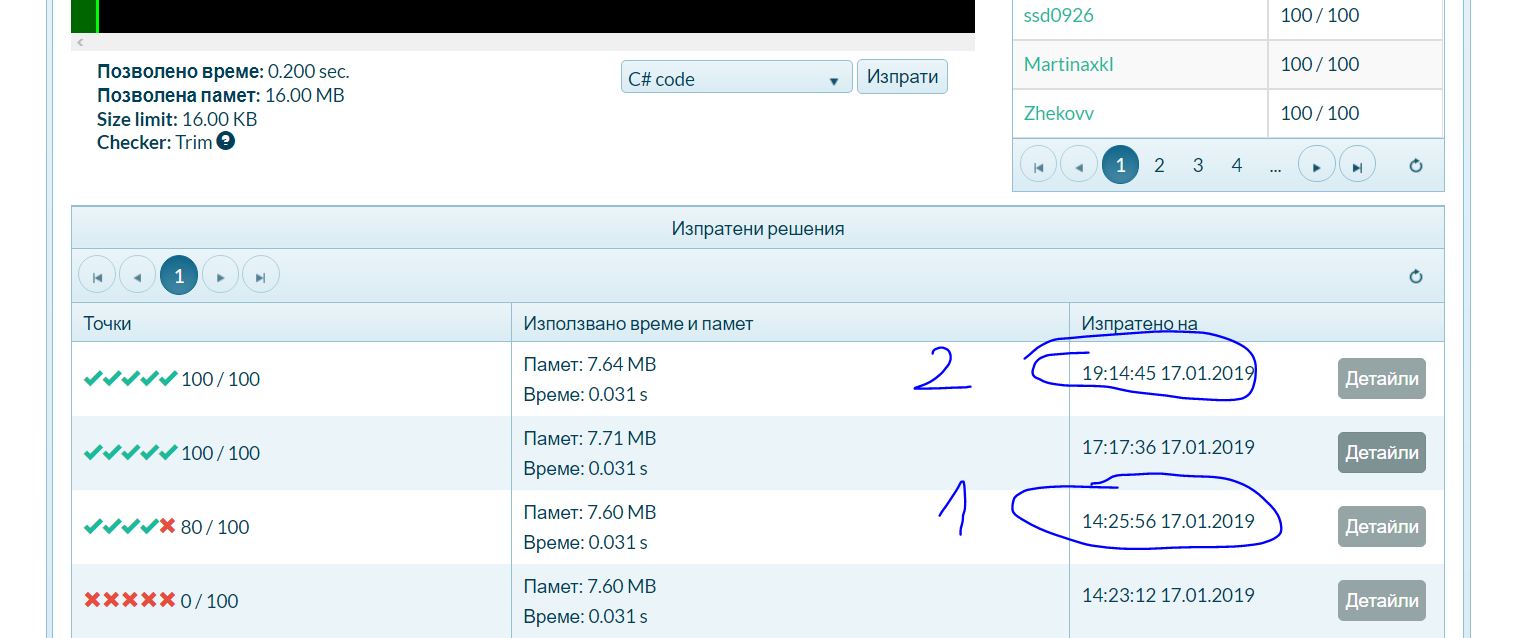 ssd0926 100 / 100
Martinaxkl 100 / 100
Zhekovv 100 / 100
1 2 3 4 ...
Позволено време: 0.200 sec.
Позволена памет: 16.00 MB
Size limit: 16.00 KB
Checker: Trim ?
C# code Изпрати
Изпратени решения
1
Точки Използвано време и памет Изпратено на
100 / 100 Памет: 7.64 MB 2 19:14:45 17.01.2019 Детайли
Време: 0.031 s
100 / 100 Памет: 7.71 MB 17:17:36 17.01.2019 Детайли
Време: 0.031 s
80 / 100 Памет: 7.60 MB 1 14:25:56 17.01.2019 Детайли
Време: 0.031 s
0 / 100 Памет: 7.60 MB 14:23:12 17.01.2019 Детайли
Време: 0.031 s